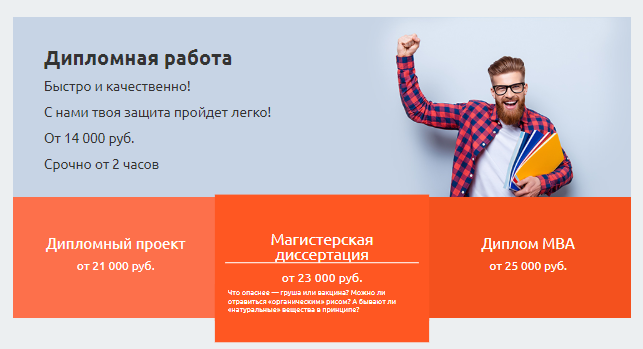 Дипломная работа
Быстро и качественно!
С нами твоя защита пройдет легко!
От 14 000 руб.
Срочно от 2 часов
Дипломный проект
от 21 000 руб.
Магистерская
диссертация
от 23 000 руб.
Что опаснее — груша или вакцина? Можно ли
отравиться «органическим» рисом? А бывают ли
«натуральные» вещества в принципе?
Диплом МВА
от 25 000 руб.